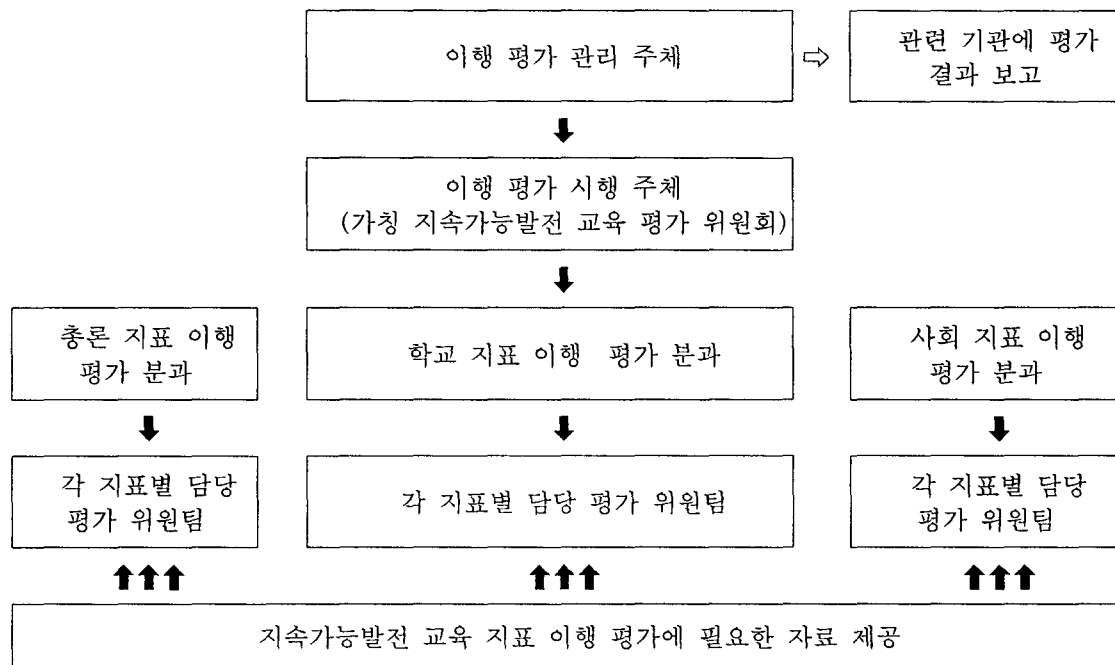 이행 평가 관리 주체
관련 기관에 평가
결과 보고
이행 평가 시행 주체
(가칭 지속가능발전 교육 평가 위원회)
총론 지표 이행
평가 분과
학교 지표 이행 평가 분과
사회 지표 이행
평가 분과
각 지표별 담당
평가 위원팀
각 지표별 담당 평가 위원팀
각 지표별 담당
평가 위원팀
지속가능발전 교육 지표 이행 평가에 필요한 자료 제공